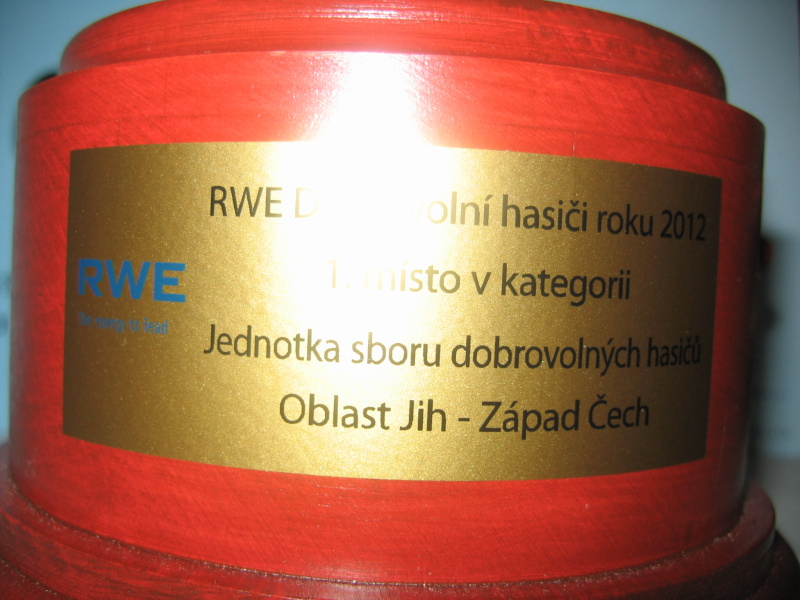 RWE
The energy to lead
RWE Dobrovolní hasiči roku 2012
1. místo v kategorii
Jednotka sboru dobrovolných hasičů
Oblast Jih - Západ Čech